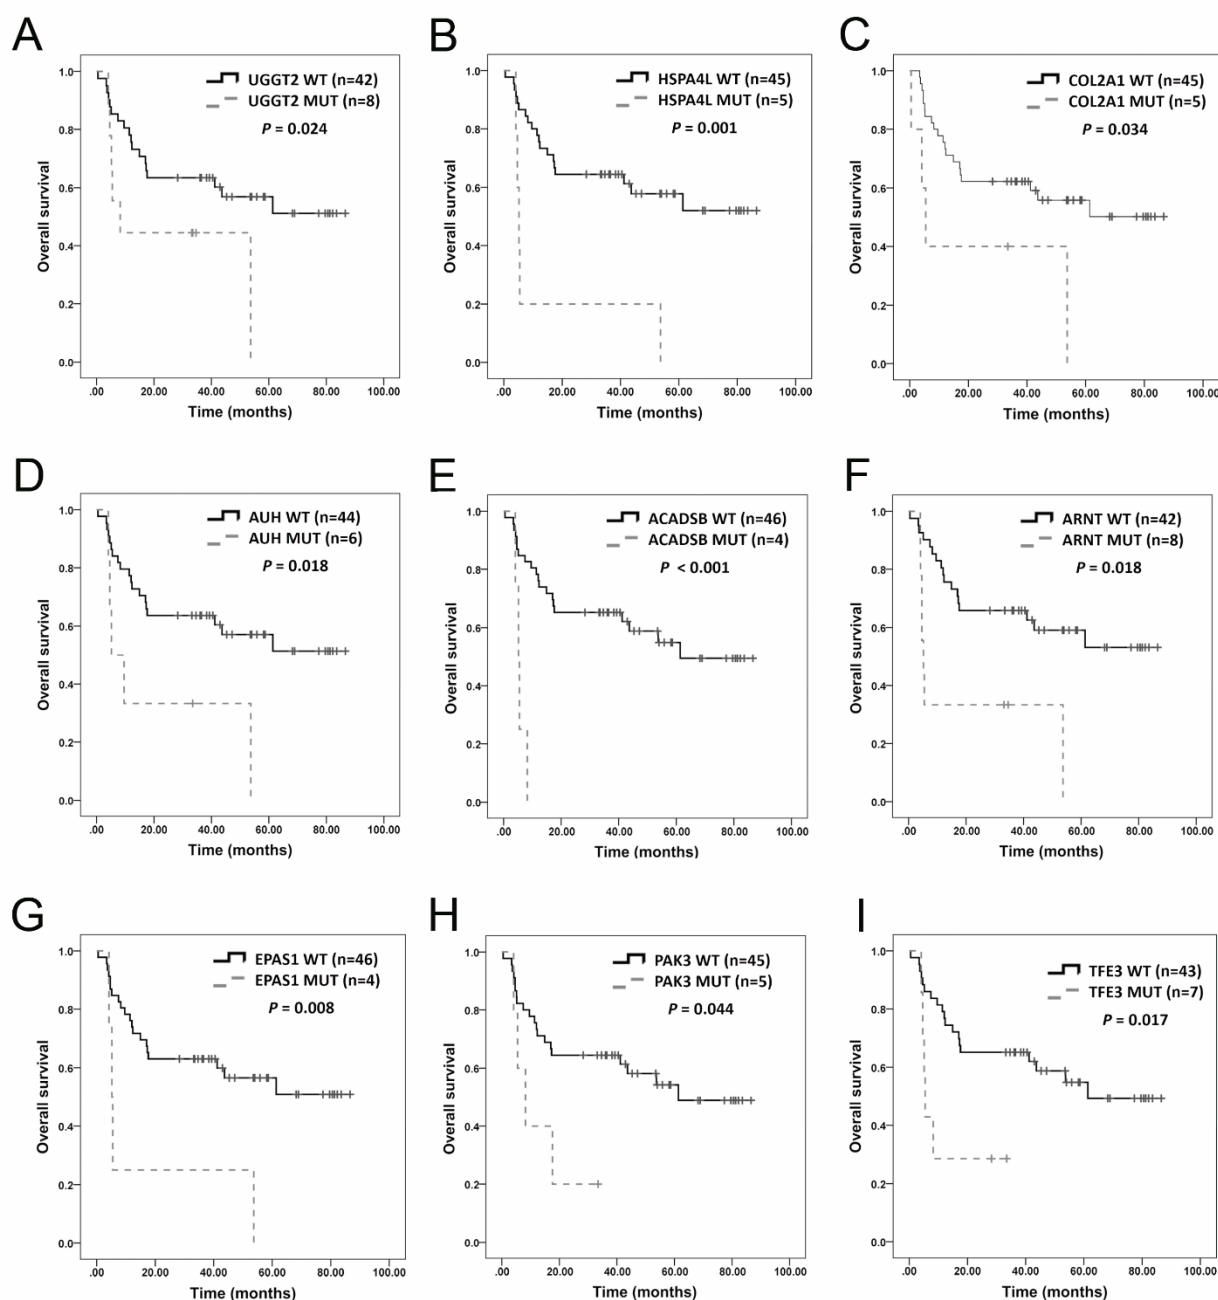 A
UGGT2 WT (n=42)
UGGT2 MUT (n=8)
P = 0.024
Overall survival
1.0
0.8
0.6
0.4
0.2
0.0
.00 20.00 40.00 60.00 80.00 100.00
Time (months)
B
HSPA4L WT (n=45)
HSPA4L MUT (n=5)
P = 0.001
Overall survival
1.0
0.8
0.6
0.4
0.2
0.0
.00 20.00 40.00 60.00 80.00 100.00
Time (months)
C
COL2A1 WT (n=45)
COL2A1 MUT (n=5)
P = 0.034
Overall survival
1.0
0.8
0.6
0.4
0.2
0.0
.00 20.00 40.00 60.00 80.00 100.00
Time (months)
D
AUH WT (n=44)
AUH MUT (n=6)
P = 0.018
Overall survival
1.0
0.8
0.6
0.4
0.2
0.0
.00 20.00 40.00 60.00 80.00 100.00
Time (months)
E
ACADSB WT (n=46)
ACADSB MUT (n=4)
P < 0.001
Overall survival
1.0
0.8
0.6
0.4
0.2
0.0
.00 20.00 40.00 60.00 80.00 100.00
Time (months)
F
ARNT WT (n=42)
ARNT MUT (n=8)
P = 0.018
Overall survival
1.0
0.8
0.6
0.4
0.2
0.0
.00 20.00 40.00 60.00 80.00 100.00
Time (months)
G
EPAS1 WT (n=46)
EPAS1 MUT (n=4)
P = 0.008
Overall survival
1.0
0.8
0.6
0.4
0.2
0.0
.00 20.00 40.00 60.00 80.00 100.00
Time (months)
H
PAK3 WT (n=45)
PAK3 MUT (n=5)
P = 0.044
Overall survival
1.0
0.8
0.6
0.4
0.2
0.0
.00 20.00 40.00 60.00 80.00 100.00
Time (months)
I
TFE3 WT (n=43)
TFE3 MUT (n=7)
P = 0.017
Overall survival
1.0
0.8
0.6
0.4
0.2
0.0
.00 20.00 40.00 60.00 80.00 100.00
Time (months)